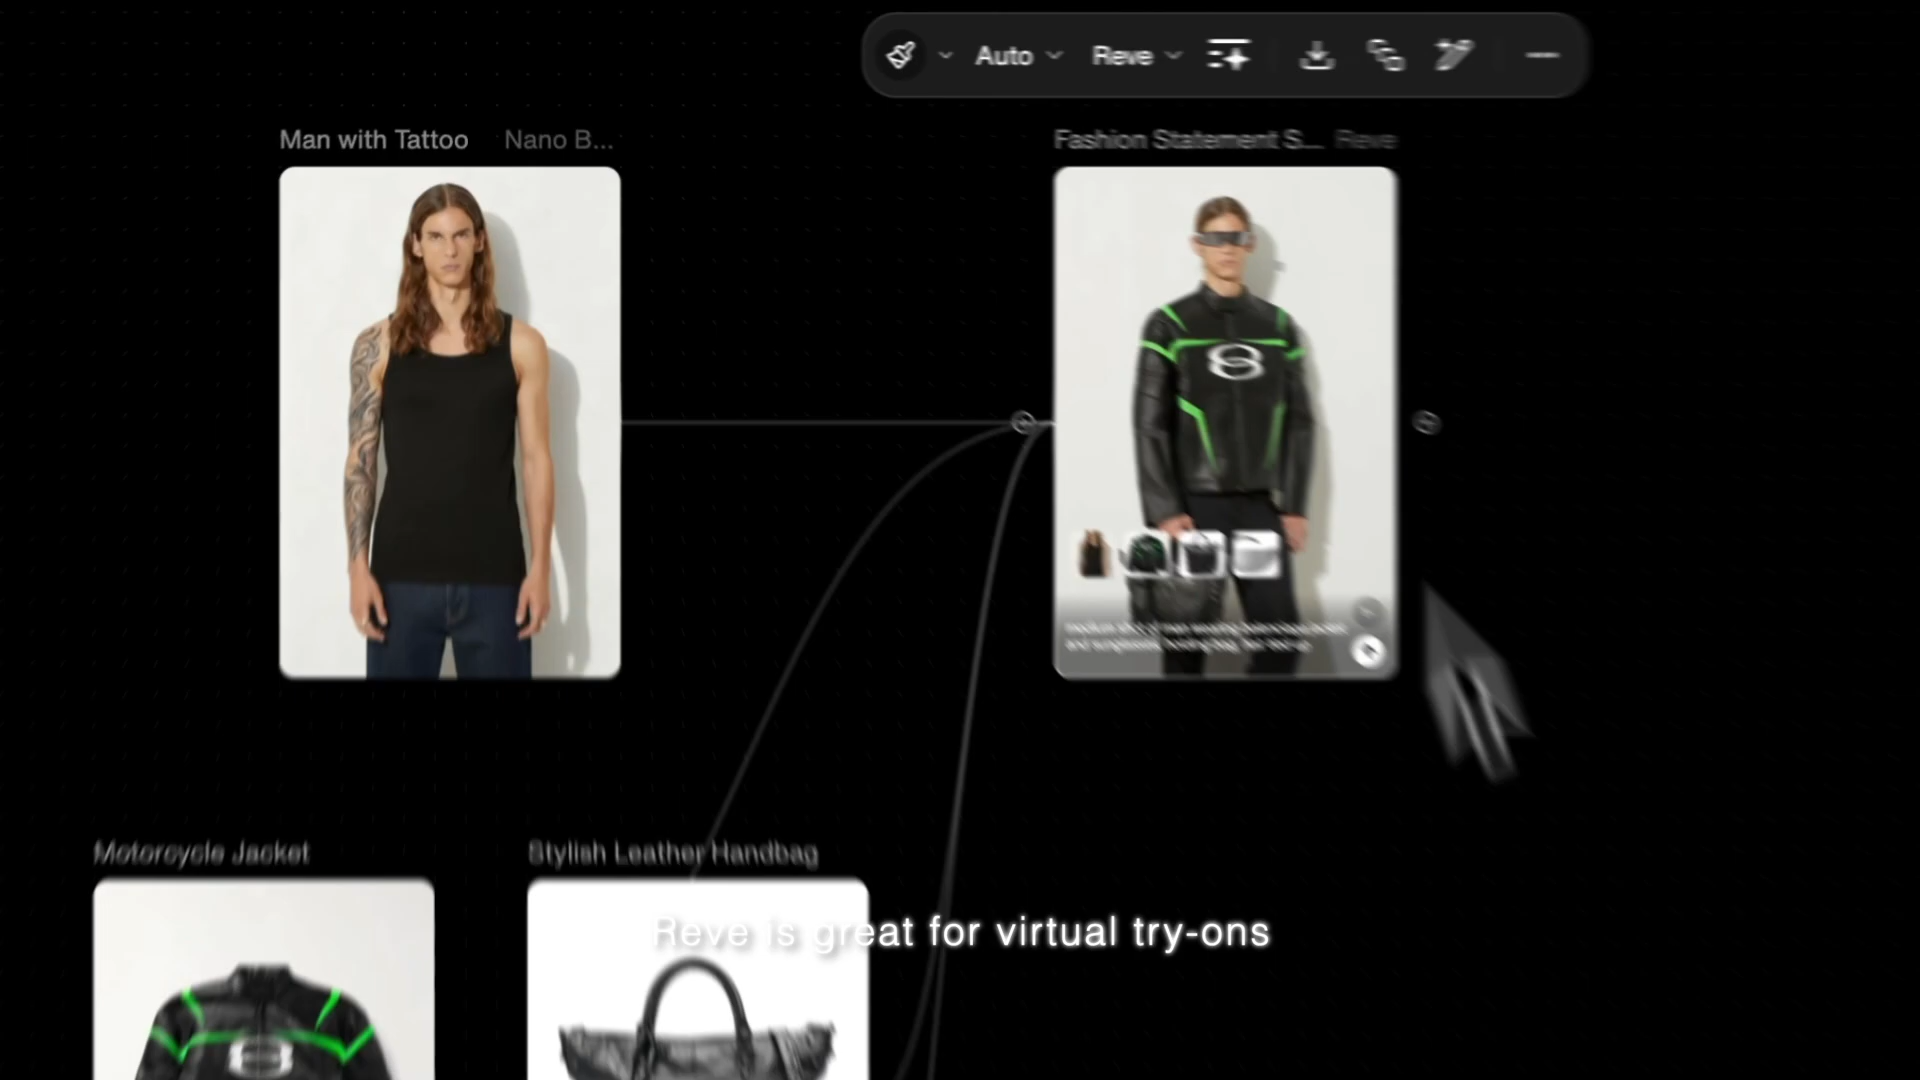 Auto
Reve
Man with Tattoo
Nano B...
Fashion Statement S...
Reve
Motorcycle Jacket
Stylish Leather Handbag
Reve is great for virtual try-ons